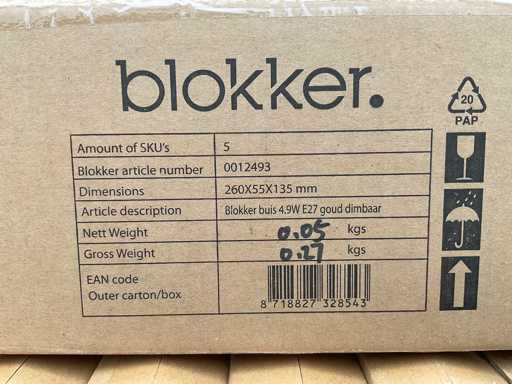 blokker.
20
PAP
Amount of SKU's 5
Blokker article number 0012493
Dimensions 260X55X135 mm
Article description Blokker buis 4.9W E27 goud dimbaar
Nett Weight 0.05 kgs
Gross Weight 0.27 kgs
EAN code
Outer carton/box
8 718827 328543